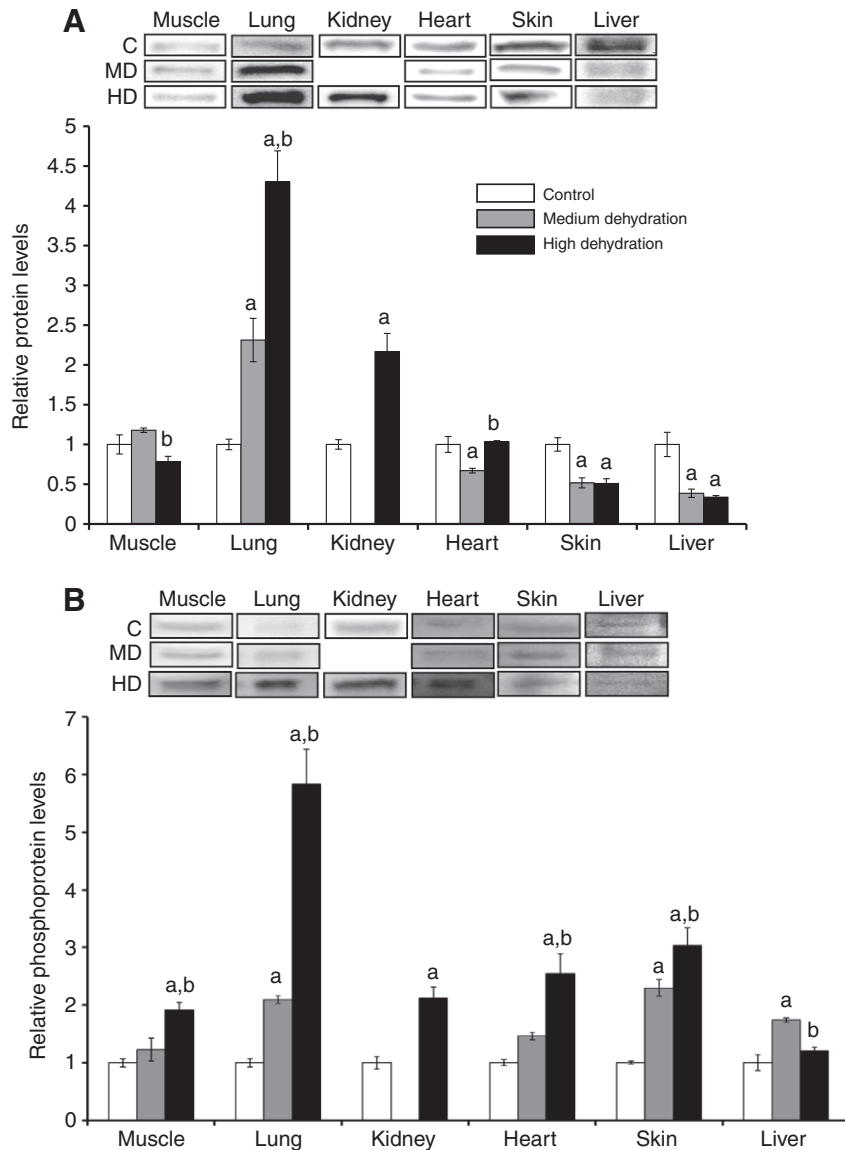 A
Muscle Lung Kidney Heart Skin Liver
C
MD
HD
5
4.5
4
3.5
3
2.5
2
1.5
1
0.5
0
Relative protein levels
a,b
Control
Medium dehydration
High dehydration
a
a
b
a
b
a a
a a
Muscle Lung Kidney Heart Skin Liver
B
Muscle Lung Kidney Heart Skin Liver
C
MD
HD
7
6
5
4
3
2
1
0
Relative phosphoprotein levels
a,b
a,b
a
a
a,b
a
a,b
a
b
Muscle Lung Kidney Heart Skin Liver